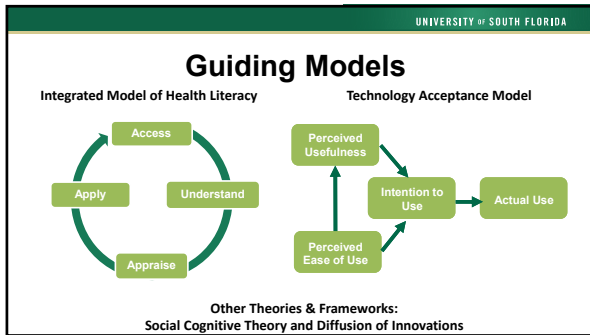 UNIVERSITY OF SOUTH FLORIDA
Guiding Models
Integrated Model of Health Literacy
Access
Understand
Appraise
Apply
Technology Acceptance Model
Perceived
Usefulness
Perceived
Ease of Use
Intention to
Use
Actual Use
Other Theories & Frameworks:
Social Cognitive Theory and Diffusion of Innovations